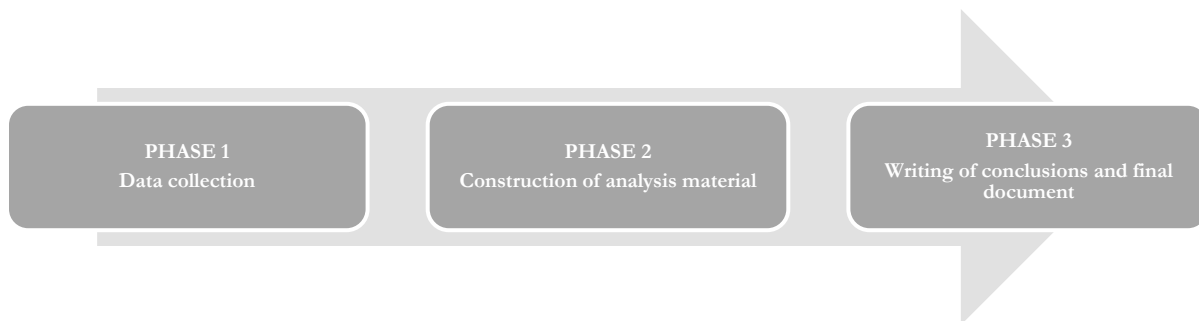 PHASE 1
Data collection
PHASE 2
Construction of analysis material
PHASE 3
Writing of conclusions and final
document